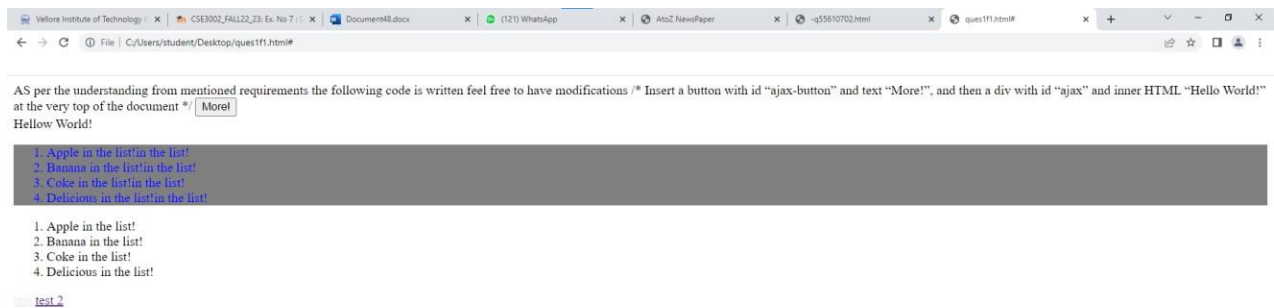 Vellore Institute of Technology / CSE3002_FALL22_23: Ex. No 7 : Document48.docx (121) WhatsApp AtoZ NewsPaper -q55610702.html ques1f1.html#
File | C:/Users/student/Desktop/ques1f1.html#
AS per the understanding from mentioned requirements the following code is written feel free to have modifications /* Insert a button with id “ajax-button” and text “More!”, and then a div with id “ajax” and inner HTML “Hello World!”
at the very top of the document */ More!
Hellow World!
1. Apple in the list!in the list!
2. Banana in the list!in the list!
3. Coke in the list!in the list!
4. Delicious in the list!in the list!
1. Apple in the list!
2. Banana in the list!
3. Coke in the list!
4. Delicious in the list!
test test 2